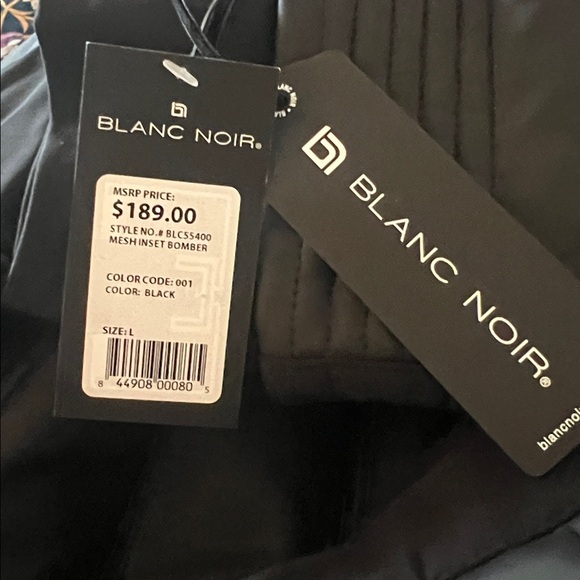 BLANC NOIR®
MSRP PRICE:
$189.00
STYLE NO.# BLC55400
MESH INSET BOMBER
COLOR CODE: 001
COLOR: BLACK
SIZE: L
8 44908 00080 5
BLANC NOIR®
blancnoi